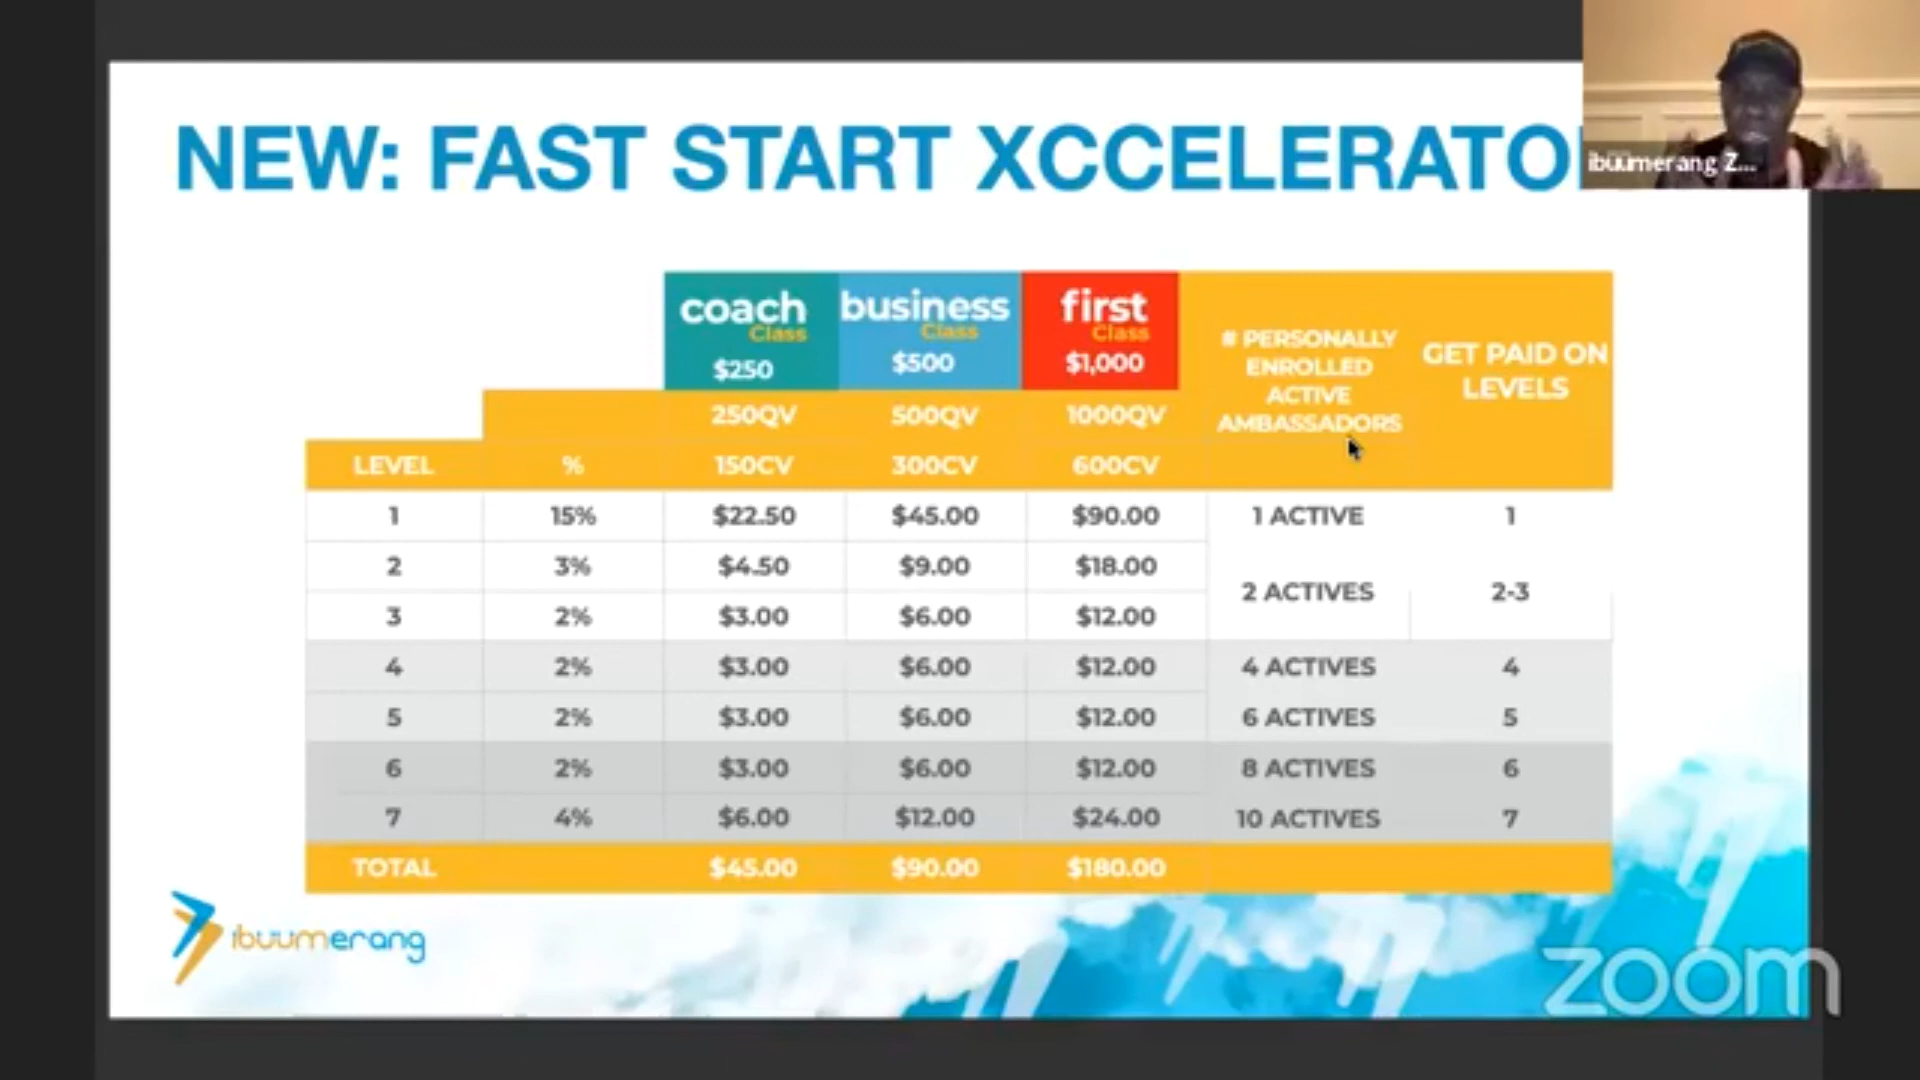 NEW: FAST START XCCELERATO
ibuumerang Z...
coach business first
Class Class Class
$250 $500 $1,000
# PERSONALLY
ENROLLED
ACTIVE
AMBASSADORS
GET PAID ON
LEVELS
250QV 500QV 1000QV
LEVEL % 150CV 300CV 600CV
1 15% $22.50 $45.00 $90.00 1 ACTIVE 1
2 3% $4.50 $9.00 $18.00
2 ACTIVES 2-3
3 2% $3.00 $6.00 $12.00
4 2% $3.00 $6.00 $12.00 4 ACTIVES 4
5 2% $3.00 $6.00 $12.00 6 ACTIVES 5
6 2% $3.00 $6.00 $12.00 8 ACTIVES 6
7 4% $6.00 $12.00 $24.00 10 ACTIVES 7
TOTAL $45.00 $90.00 $180.00
ibuumerang
zoom